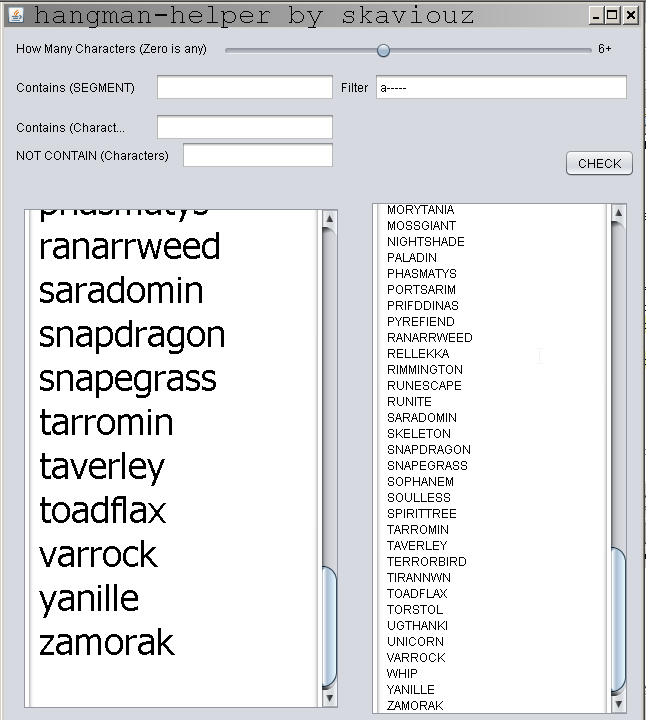 hangman-helper by skaviouz
How Many Characters (Zero is any) 6+
Contains (SEGMENT) Filter a-----
Contains (Charact...
NOT CONTAIN (Characters)
CHECK
phasmatys
ranarrweed
saradomin
snapdragon
snapegrass
tarromin
taverley
toadflax
varrock
yanille
zamorak
MORYTANIA
MOSSGIANT
NIGHTSHADE
PALADIN
PHASMATYS
PORTSARIM
PRIFDDINAS
PYREFIEND
RANARRWEED
RELLEKKA
RIMMINGTON
RUNESCAPE
RUNITE
SARADOMIN
SKELETON
SNAPDRAGON
SNAPEGRASS
SOPHANEM
SOULLESS
SPIRITTREE
TARROMIN
TAVERLEY
TERRORBIRD
TIRANNWN
TOADFLAX
TORSTOL
UGTHANKI
UNICORN
VARROCK
WHIP
YANILLE
ZAMORAK